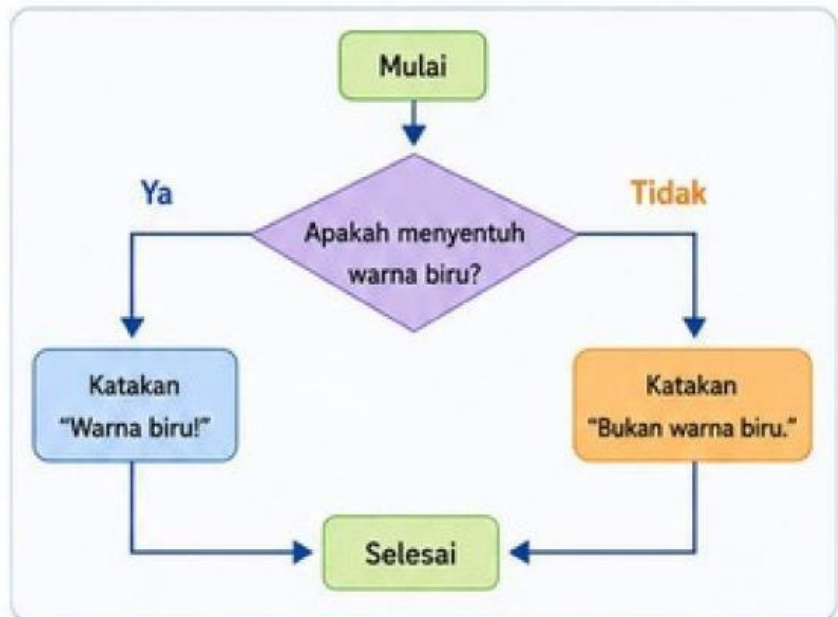 Mulai
Ya
Tidak
Apakah menyentuh
warna biru?
Katakan
“Warna biru!”
Katakan
“Bukan warna biru.”
Selesai